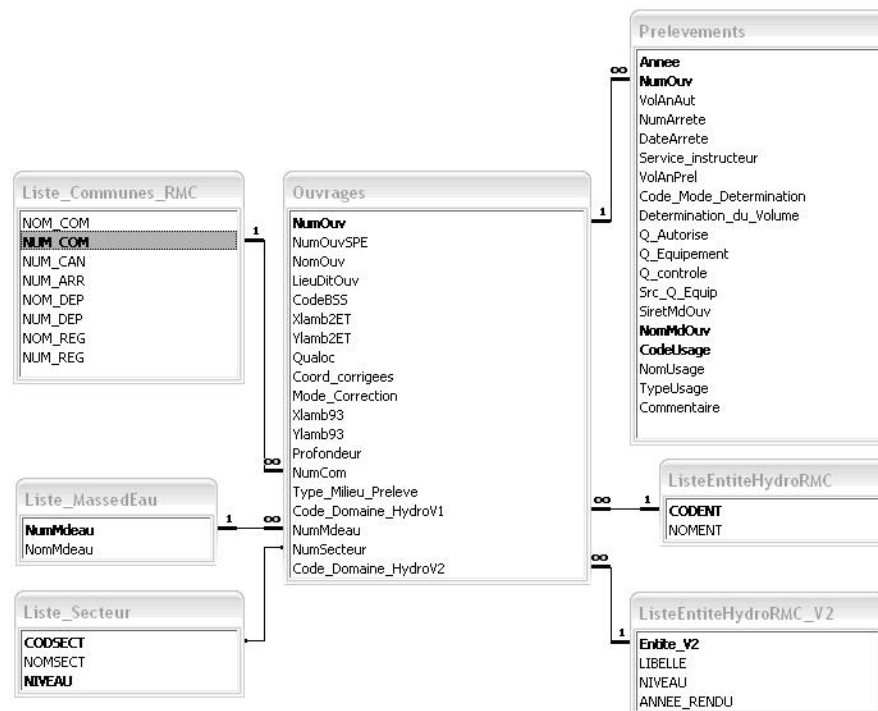 Prelevements
Annee
NumOuv
VolAnAut
NumArrete
DateArrete
Service_instructeur
VolAnPrel
Code_Mode_Determination
Determination_du_Volume
Q_Autorise
Q_Equipement
Q_controle
Src_Q_Equip
SiretMdOuv
NomMdOuv
CodeUsage
NomUsage
TypeUsage
Commentaire
Liste_Communes_RMC
NOM_COM
NUM_COM
NUM_CAN
NUM_ARR
NOM_DEP
NUM_DEP
NOM_REG
NUM_REG
Ouvrages
NumOuv
NumOuvSPE
NomOuv
LieuDitOuv
CodeBSS
Xlamb2ET
Ylamb2ET
Qualoc
Coord_corrigees
Mode_Correction
Xlamb93
Ylamb93
Profondeur
NumCom
Type_Milieu_Preleve
Code_Domaine_HydroV1
NumMdeau
NumSecteur
Code_Domaine_HydroV2
Liste_MassedEau
NumMdeau
NomMdeau
Liste_Secteur
CODSECT
NOMSECT
NIVEAU
ListeEntiteHydroRMC
CODENT
NOMENT
ListeEntiteHydroRMC_V2
Entite_V2
LIBELLE
NIVEAU
ANNEE_RENDU
1
∞
1
∞
1
∞
∞
1
∞
1